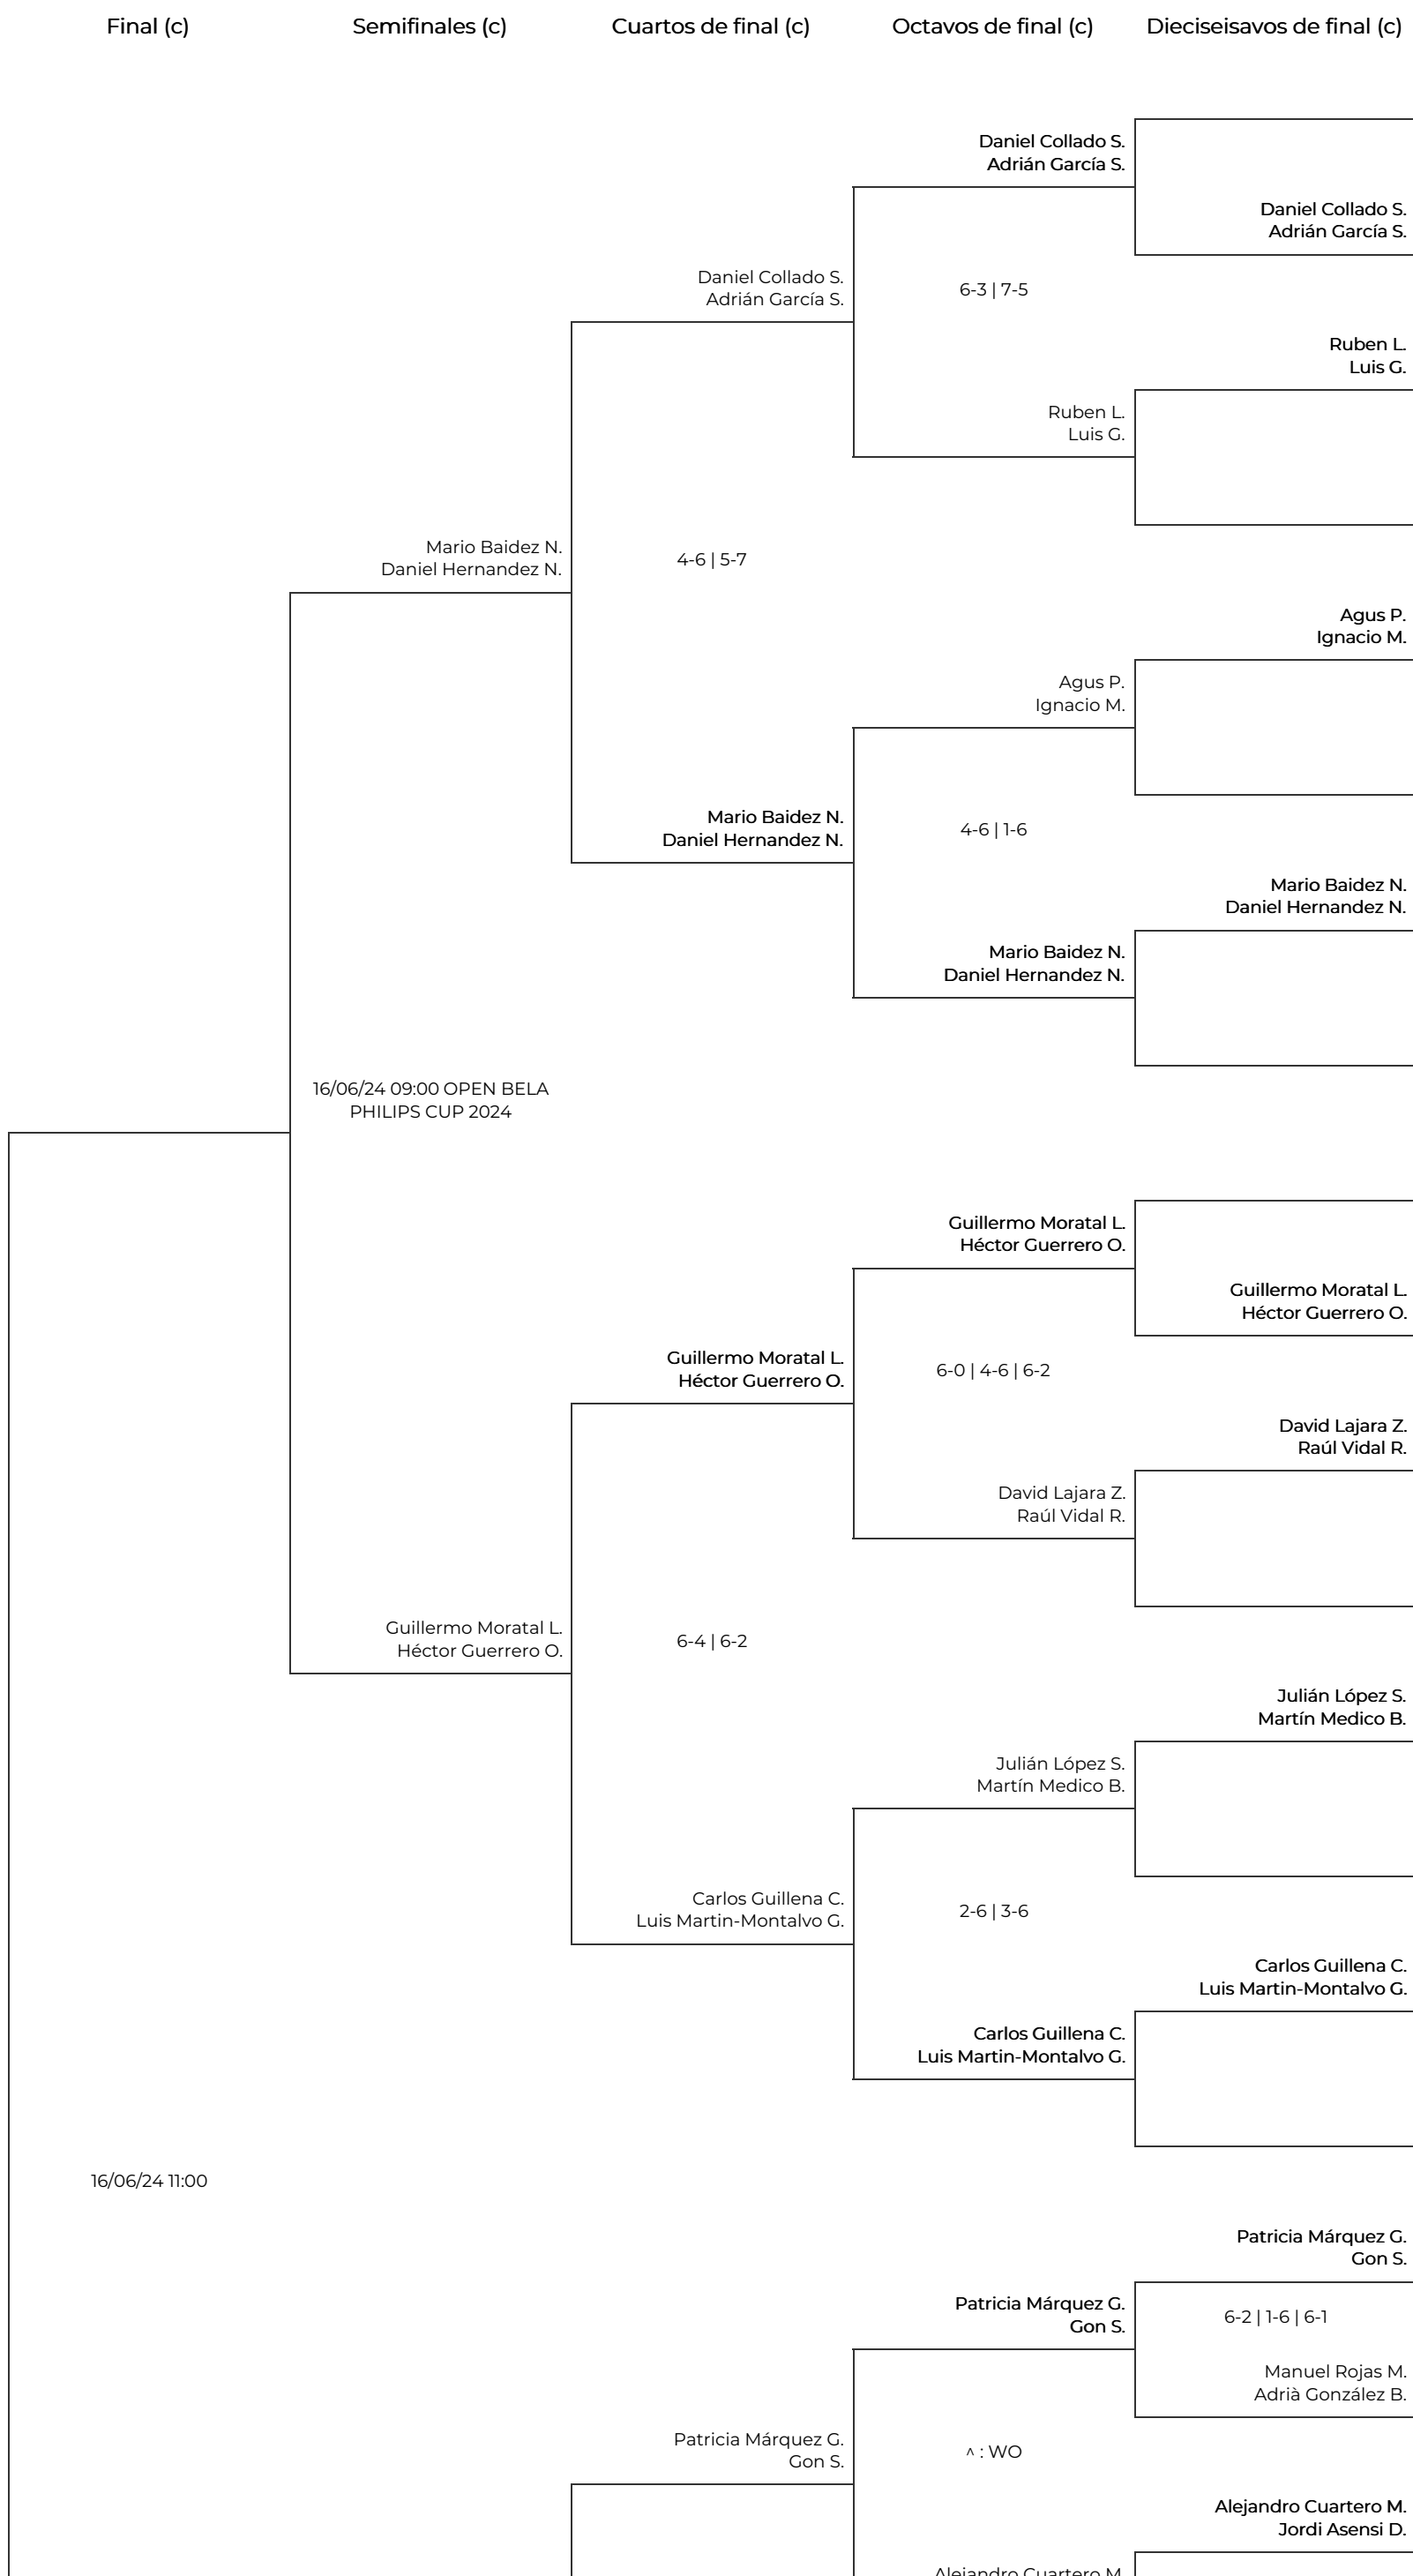 Final (c)
Semifinales (c)
Cuartos de final (c)
Octavos de final (c)
Dieciseisavos de final (c)
Daniel Collado S.
Adrián García S.
Daniel Collado S.
Adrián García S.
Daniel Collado S.
Adrián García S.
6-3 | 7-5
Ruben L.
Luis G.
Ruben L.
Luis G.
Mario Baidez N.
Daniel Hernandez N.
4-6 | 5-7
Agus P.
Ignacio M.
Agus P.
Ignacio M.
Mario Baidez N.
Daniel Hernandez N.
4-6 | 1-6
Mario Baidez N.
Daniel Hernandez N.
Mario Baidez N.
Daniel Hernandez N.
16/06/24 09:00 OPEN BELA
PHILIPS CUP 2024
Guillermo Moratal L.
Héctor Guerrero O.
Guillermo Moratal L.
Héctor Guerrero O.
Guillermo Moratal L.
Héctor Guerrero O.
6-0 | 4-6 | 6-2
David Lajara Z.
Raúl Vidal R.
David Lajara Z.
Raúl Vidal R.
Guillermo Moratal L.
Héctor Guerrero O.
6-4 | 6-2
Julián López S.
Martín Medico B.
Julián López S.
Martín Medico B.
Carlos Guillena C.
Luis Martin-Montalvo G.
2-6 | 3-6
Carlos Guillena C.
Luis Martin-Montalvo G.
Carlos Guillena C.
Luis Martin-Montalvo G.
16/06/24 11:00
Patricia Márquez G.
Gon S.
Patricia Márquez G.
Gon S.
6-2 | 1-6 | 6-1
Manuel Rojas M.
Adrià González B.
Patricia Márquez G.
Gon S.
^ : WO
Alejandro Cuartero M.
Jordi Asensi D.
Alejandro Cuartero M.